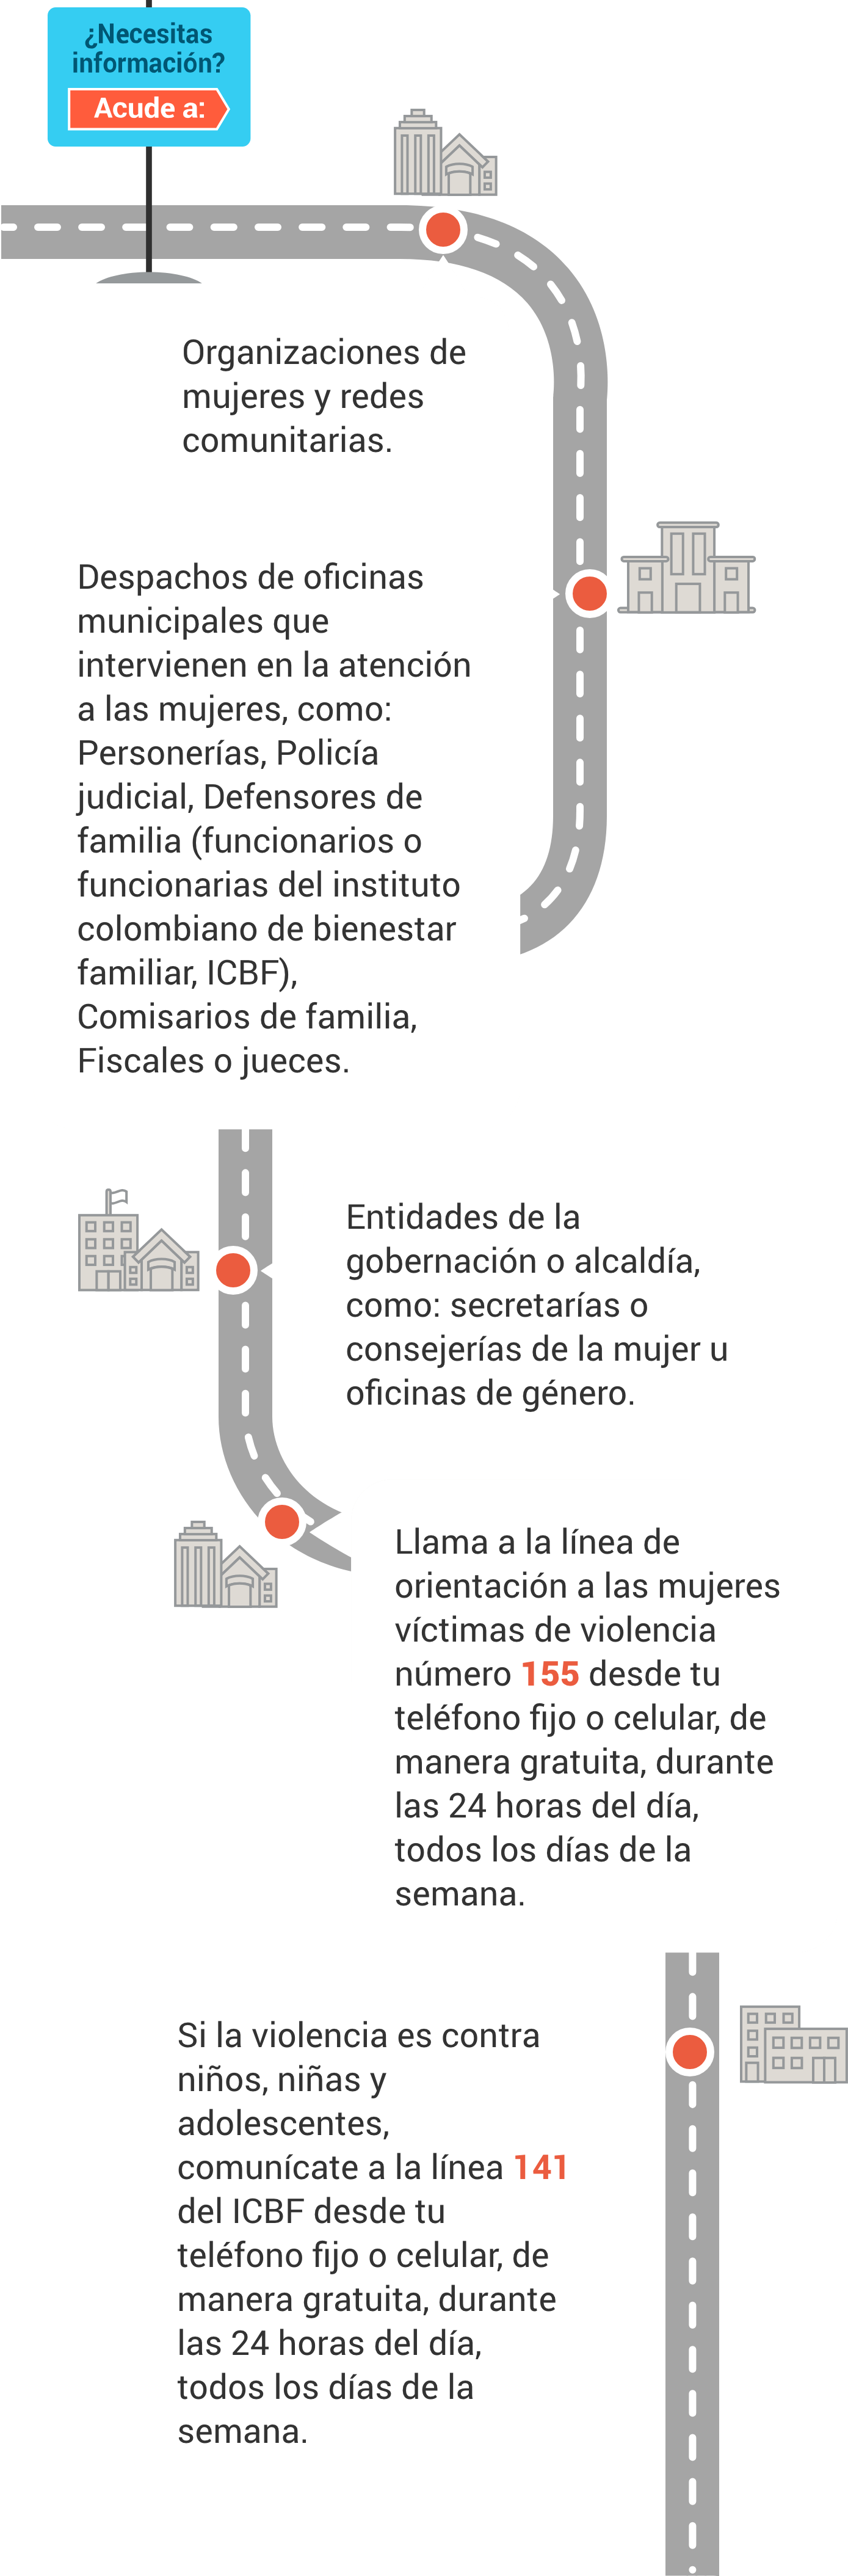 ¿Necesitas
información?
Acude a:
Organizaciones de
mujeres y redes
comunitarias.
Despachos de oficinas
municipales que
intervienen en la atención
a las mujeres, como:
Personerías, Policía
judicial, Defensores de
familia (funcionarios o
funcionarias del instituto
colombiano de bienestar
familiar, ICBF),
Comisarios de familia,
Fiscales o jueces.
Entidades de la
gobernación o alcaldía,
como: secretarías o
consejerías de la mujer u
oficinas de género.
Llama a la línea de
orientación a las mujeres
víctimas de violencia
número 155 desde tu
teléfono fijo o celular, de
manera gratuita, durante
las 24 horas del día,
todos los días de la
semana.
Si la violencia es contra
niños, niñas y
adolescentes,
comunícate a la línea 141
del ICBF desde tu
teléfono fijo o celular, de
manera gratuita, durante
las 24 horas del día,
todos los días de la
semana.